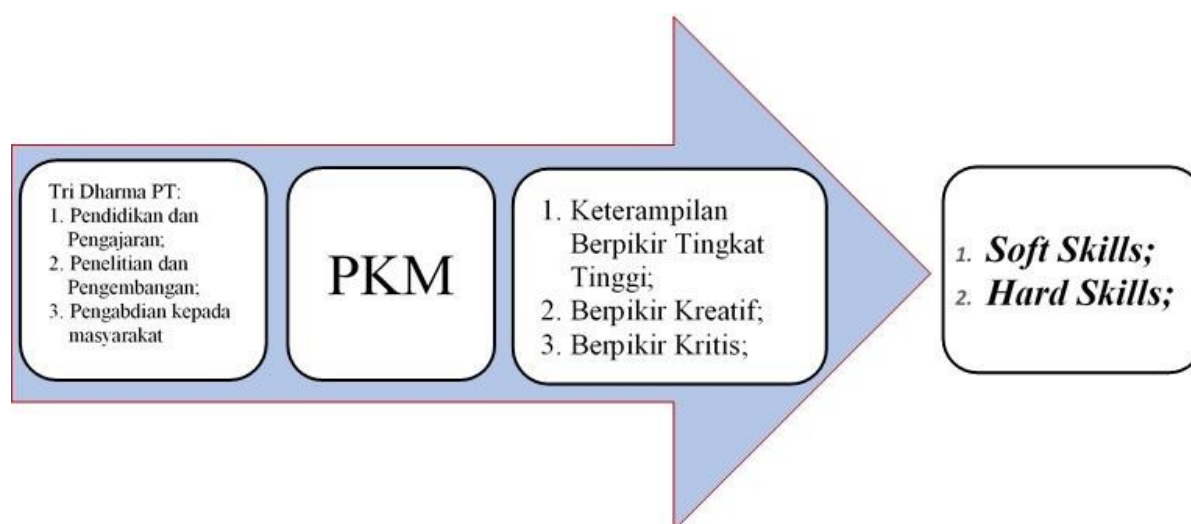 Tri Dharma PT:
1. Pendidikan dan
Pengajaran;
2. Penelitian dan
Pengembangan;
3. Pengabdian kepada
masyarakat
PKM
1. Keterampilan
Berpikir Tingkat
Tinggi;
2. Berpikir Kreatif;
3. Berpikir Kritis;
1. Soft Skills;
2. Hard Skills;